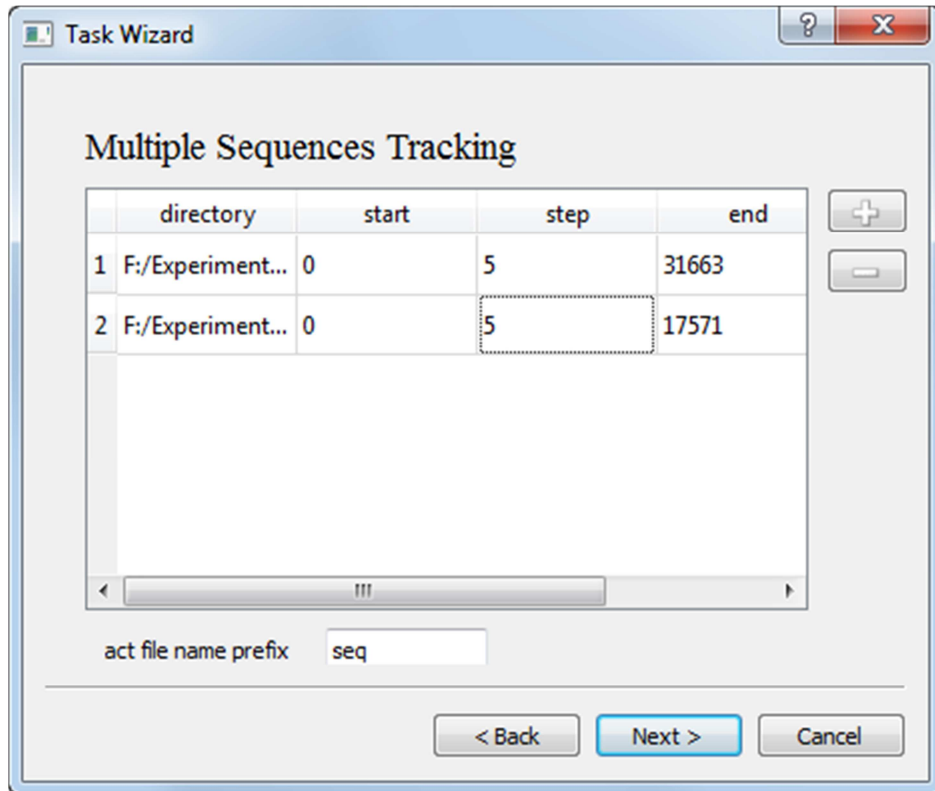 Task Wizard
Multiple Sequences Tracking
directory start step end
1 F:/Experiment... 0 5 31663
2 F:/Experiment... 0 5 17571
act file name prefix seq
< Back Next > Cancel